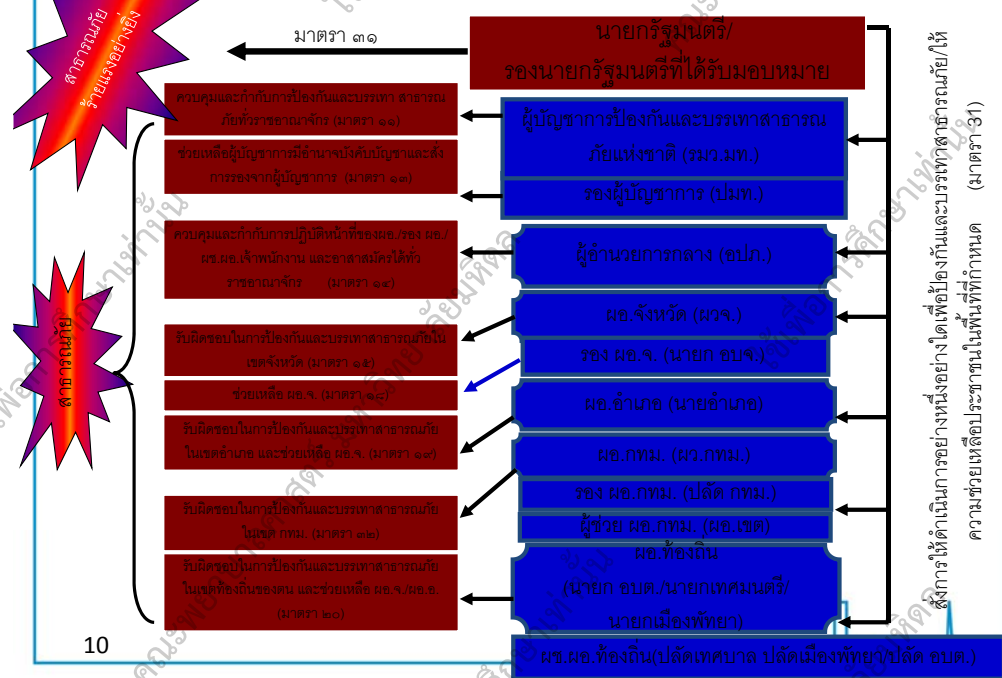 สาธารณภัย
ร้ายแรงอย่างยิ่ง
มาตรา ๓๑
นายกรัฐมนตรี/
รองนายกรัฐมนตรีที่ได้รับมอบหมาย
ควบคุมและกำกับการป้องกันและบรรเทา สาธารณ
ภัยทั่วราชอาณาจักร (มาตรา ๑๑)
ผู้บัญชาการป้องกันและบรรเทาสาธารณ
ภัยแห่งชาติ (รมว.มท.)
ช่วยเหลือผู้บัญชาการมีอำนาจบังคับบัญชาและสั่ง
การรองจากผู้บัญชาการ (มาตรา ๑๓)
รองผู้บัญชาการ (ปมท.)
ควบคุมและกำกับการปฏิบัติหน้าที่ของผอ./รอง ผอ./
ผช.ผอ.เจ้าพนักงาน และอาสาสมัครได้ทั่ว
ราชอาณาจักร (มาตรา ๑๔)
ผู้อำนวยการกลาง (อปภ.)
สาธารณภัย
รับผิดชอบในการป้องกันและบรรเทาสาธารณภัยใน
เขตจังหวัด (มาตรา ๑๕)
ผอ.จังหวัด (ผวจ.)
ช่วยเหลือ ผอ.จ. (มาตรา ๑๘)
รอง ผอ.จ. (นายก อบจ.)
รับผิดชอบในการป้องกันและบรรเทาสาธารณภัย
ในเขตอำเภอ และช่วยเหลือ ผอ.จ. (มาตรา ๑๙)
ผอ.อำเภอ (นายอำเภอ)
รับผิดชอบในการป้องกันและบรรเทาสาธารณภัย
ในเขต กทม. (มาตรา ๓๒)
ผอ.กทม. (ผว.กทม.)
รอง ผอ.กทม. (ปลัด กทม.)
ผู้ช่วย ผอ.กทม. (ผอ.เขต)
รับผิดชอบในการป้องกันและบรรเทาสาธารณภัย
ในเขตท้องถิ่นของตน และช่วยเหลือ ผอ.จ./ผอ.อ.
(มาตรา ๒๐)
ผอ.ท้องถิ่น
(นายก อบต./นายกเทศมนตรี/
นายกเมืองพัทยา)
ผช.ผอ.ท้องถิ่น(ปลัดเทศบาล ปลัดเมืองพัทยา/ปลัด อบต.)
สั่งการให้ดำเนินการอย่างหนึ่งอย่างใดเพื่อป้องกันและบรรเทาสาธารณภัย/ให้
ความช่วยเหลือประชาชนในพื้นที่ที่กำหนด (มาตรา 31)
10